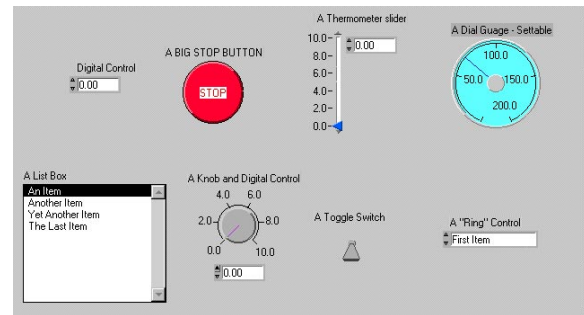 A Thermometer slider
A Dial Guage - Settable
10.0
0.00
8.0
6.0
4.0
2.0
0.0
100.0
50.0
150.0
200.0
A BIG STOP BUTTON
STOP
Digital Control
0.00
A List Box
An Item
Another Item
Yet Another Item
The Last Item
A Knob and Digital Control
4.0 6.0
2.0 8.0
0.0 10.0
0.00
A Toggle Switch
A "Ring" Control
First Item